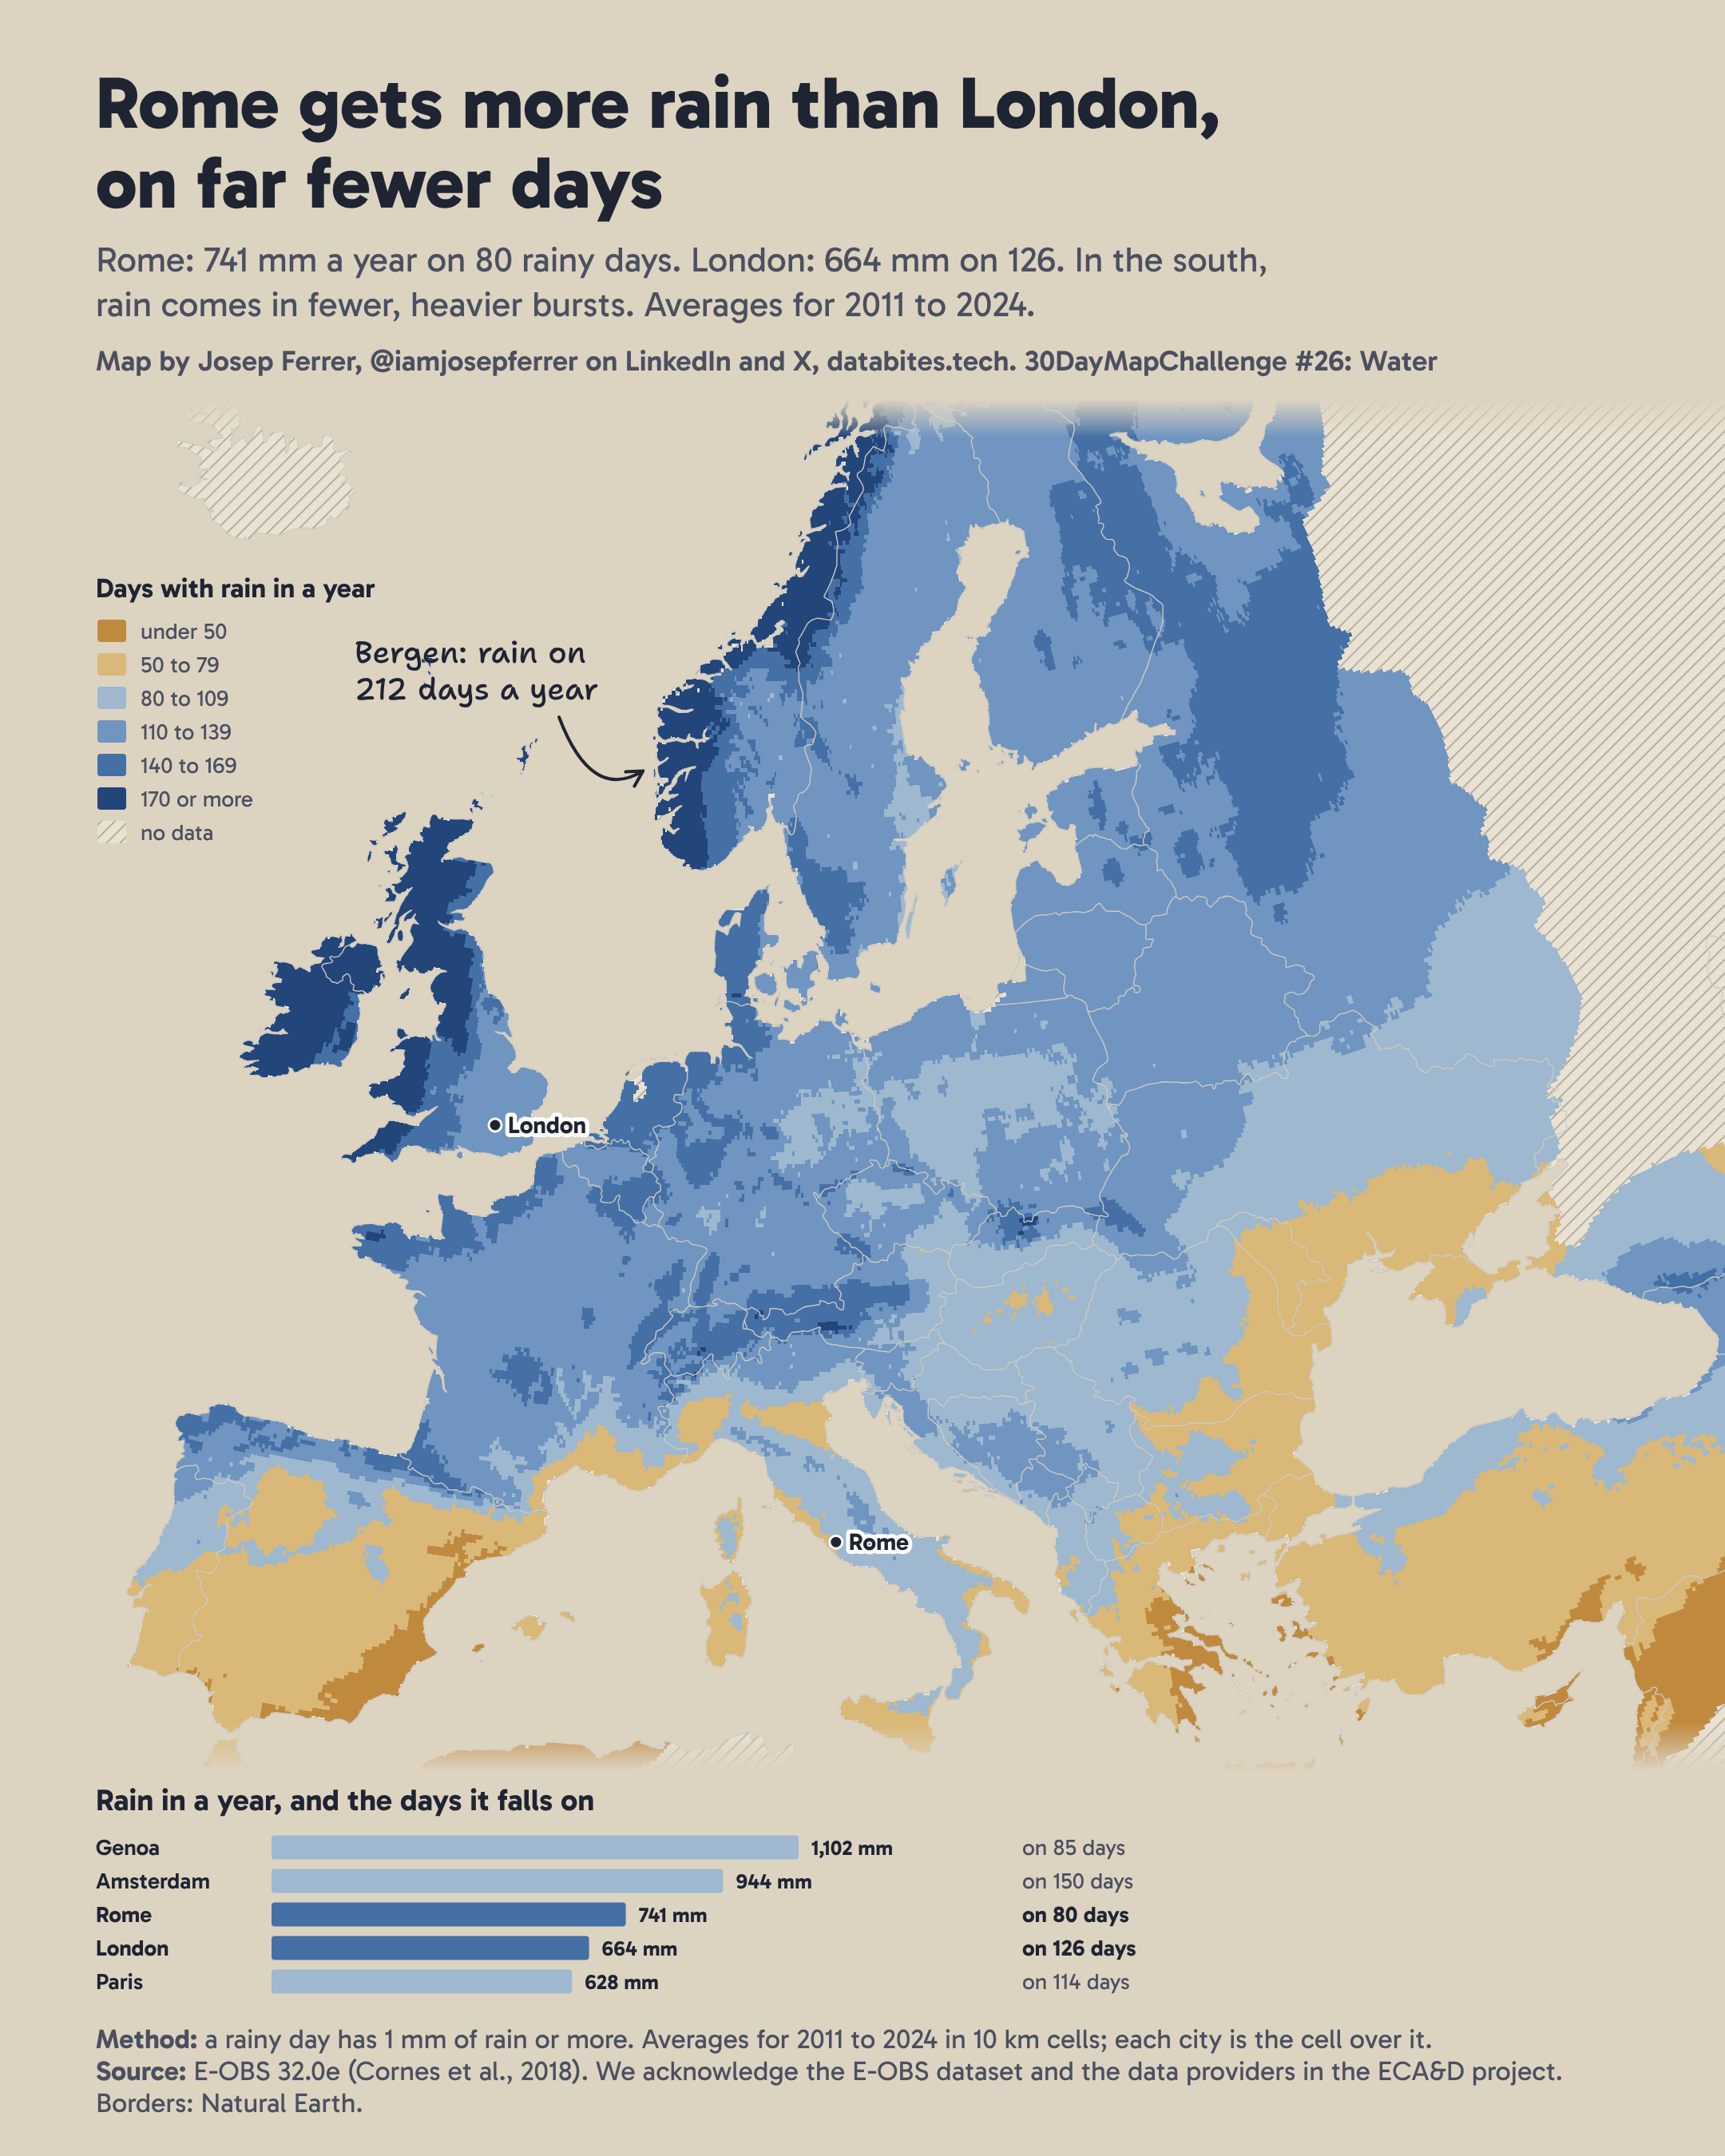 Rome gets more rain than London,
on far fewer days
Rome: 741 mm a year on 80 rainy days. London: 664 mm on 126. In the south,
rain comes in fewer, heavier bursts. Averages for 2011 to 2024.
Map by Josep Ferrer, @iamjosepferrer on LinkedIn and X, databites.tech. 30DayMapChallenge #26: Water
Days with rain in a year
under 50
50 to 79
80 to 109
110 to 139
140 to 169
170 or more
no data
Bergen: rain on
212 days a year
London
Rome
Rain in a year, and the days it falls on
Genoa 1,102 mm on 85 days
Amsterdam 944 mm on 150 days
Rome 741 mm on 80 days
London 664 mm on 126 days
Paris 628 mm on 114 days
Method: a rainy day has 1 mm of rain or more. Averages for 2011 to 2024 in 10 km cells; each city is the cell over it.
Source: E-OBS 32.0e (Cornes et al., 2018). We acknowledge the E-OBS dataset and the data providers in the ECA&D project.
Borders: Natural Earth.